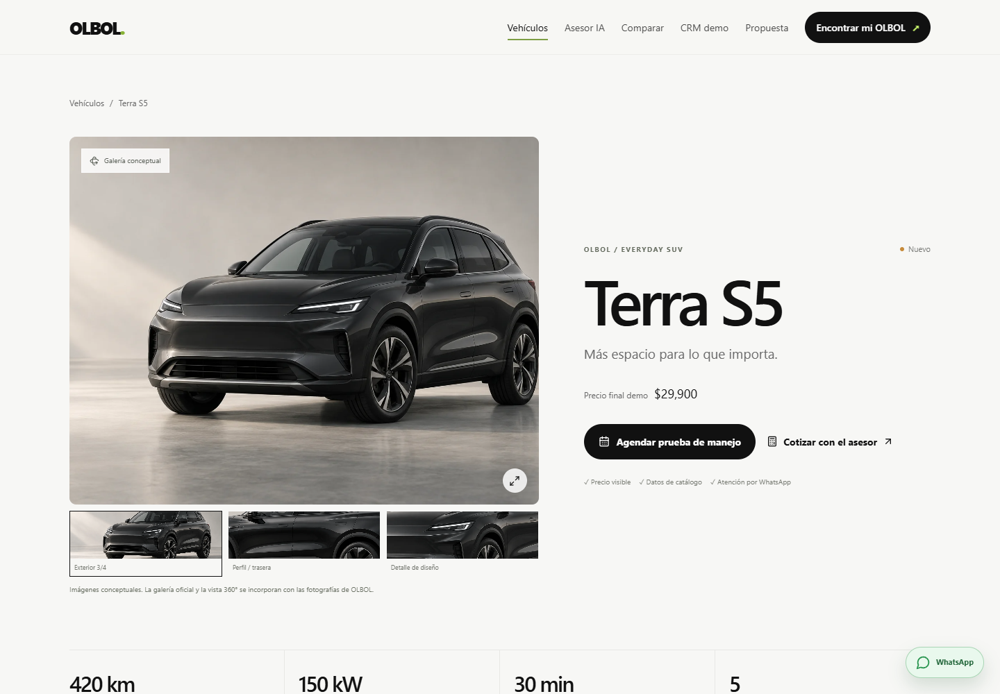 OLBOL.
Vehículos
Asesor IA
Comparar
CRM demo
Propuesta
Encontrar mi OLBOL ↗
Vehículos / Terra S5
Galería conceptual
OLBOL / EVERYDAY SUV
Nuevo
Terra S5
Más espacio para lo que importa.
Precio final demo $29,900
Agendar prueba de manejo
Cotizar con el asesor
✓ Precio visible
✓ Datos de catálogo
✓ Atención por WhatsApp
Exterior 3/4
Perfil / trasera
Detalle de diseño
Imágenes conceptuales. La galería oficial y la vista 360° se incorporan con las fotografías de OLBOL.
420 km
150 kW
30 min
5
WhatsApp